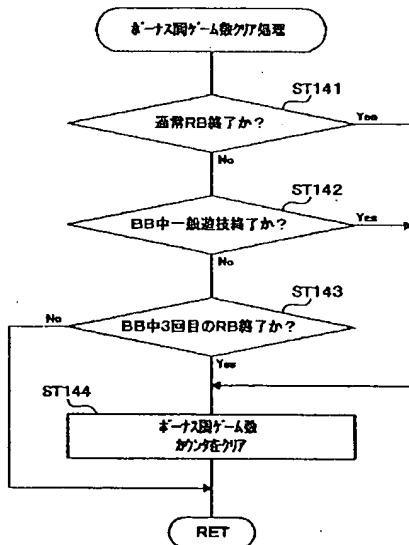 ボーナス間ゲーム数クリア処理
ST141
通常RB終了か?
Yes
No
ST142
BB中一般遊技終了か?
Yes
No
ST143
BB中3回目のRB終了か?
No
Yes
ST144
ボーナス間ゲーム数
カウンタをクリア
RET